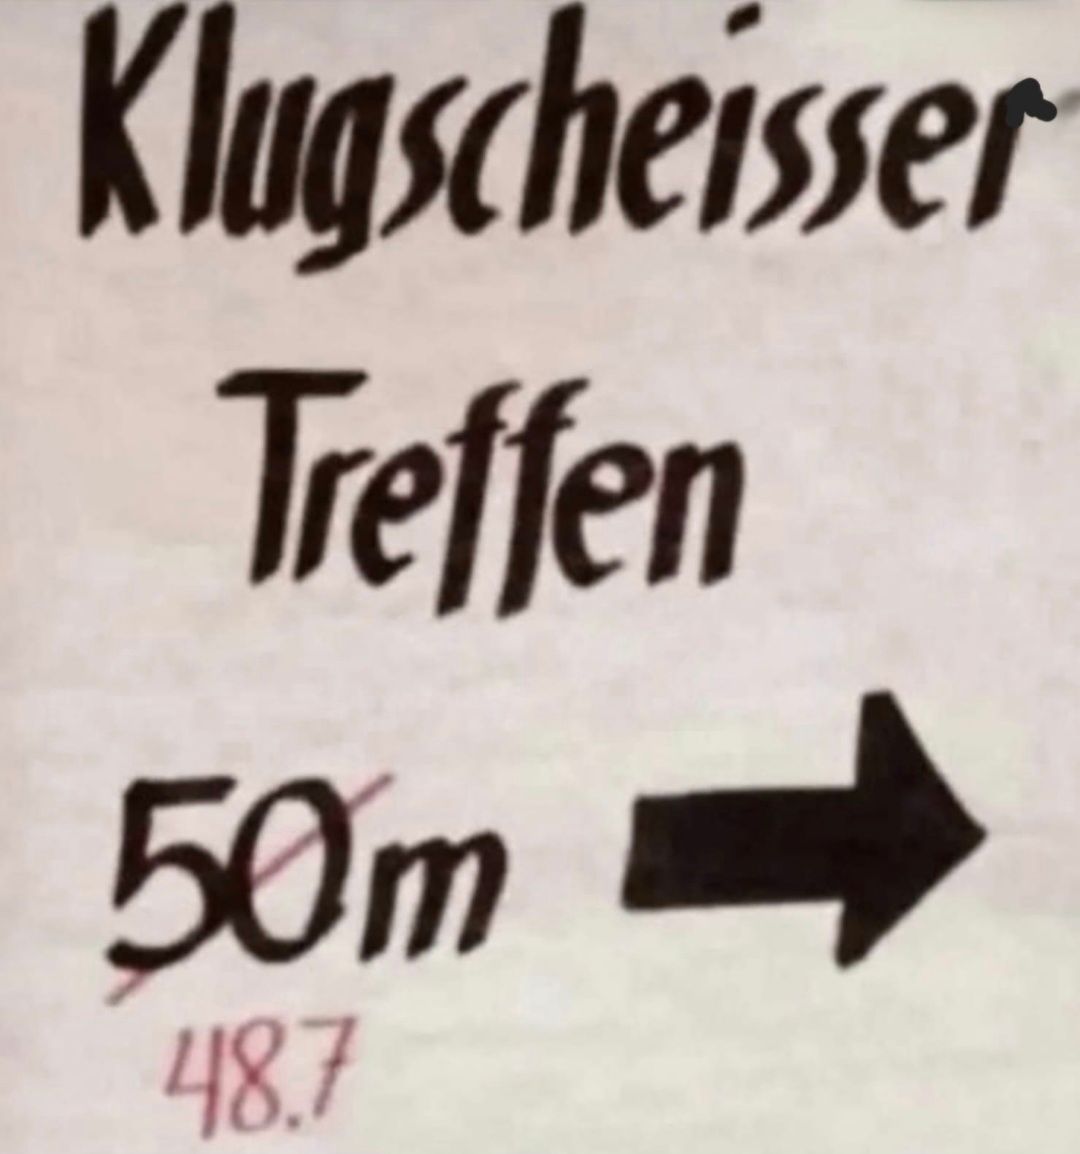 Klugscheisser
Treffen
50m
48.7